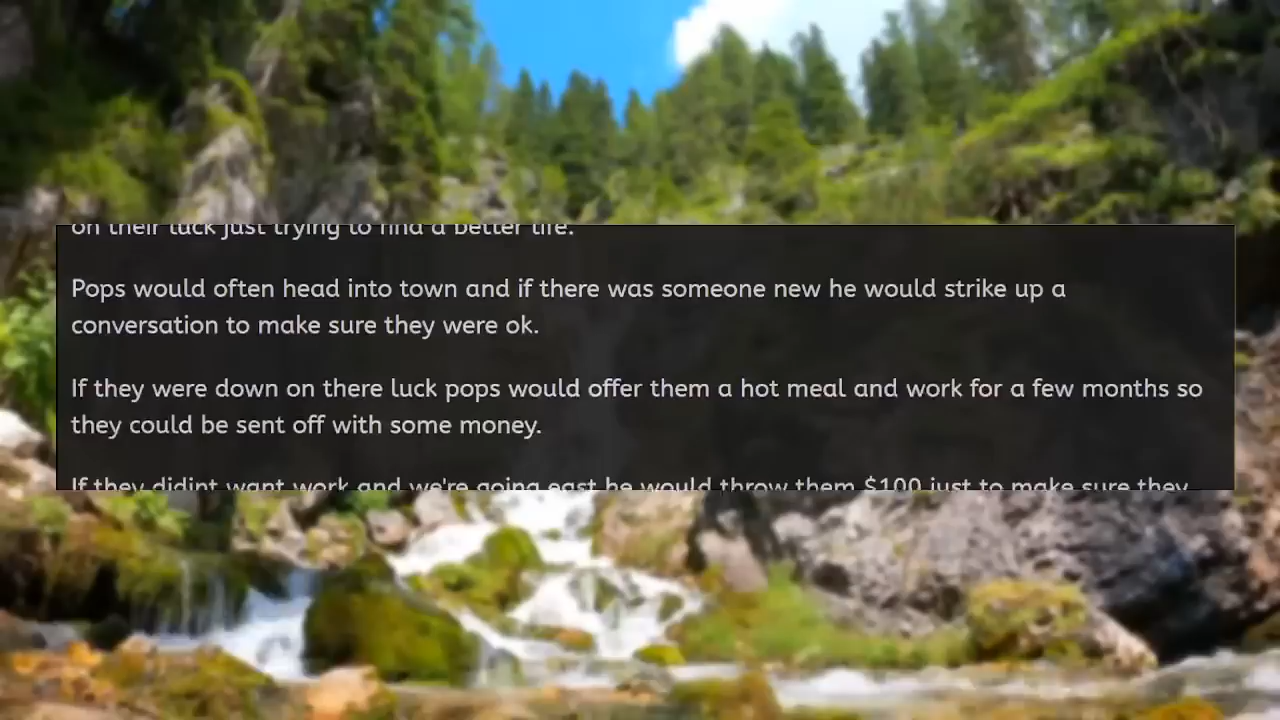 on their luck just trying to find a better life.
Pops would often head into town and if there was someone new he would strike up a
conversation to make sure they were ok.
If they were down on there luck pops would offer them a hot meal and work for a few months so
they could be sent off with some money.
If they didint want work and we're going east he would throw them $100 just to make sure they